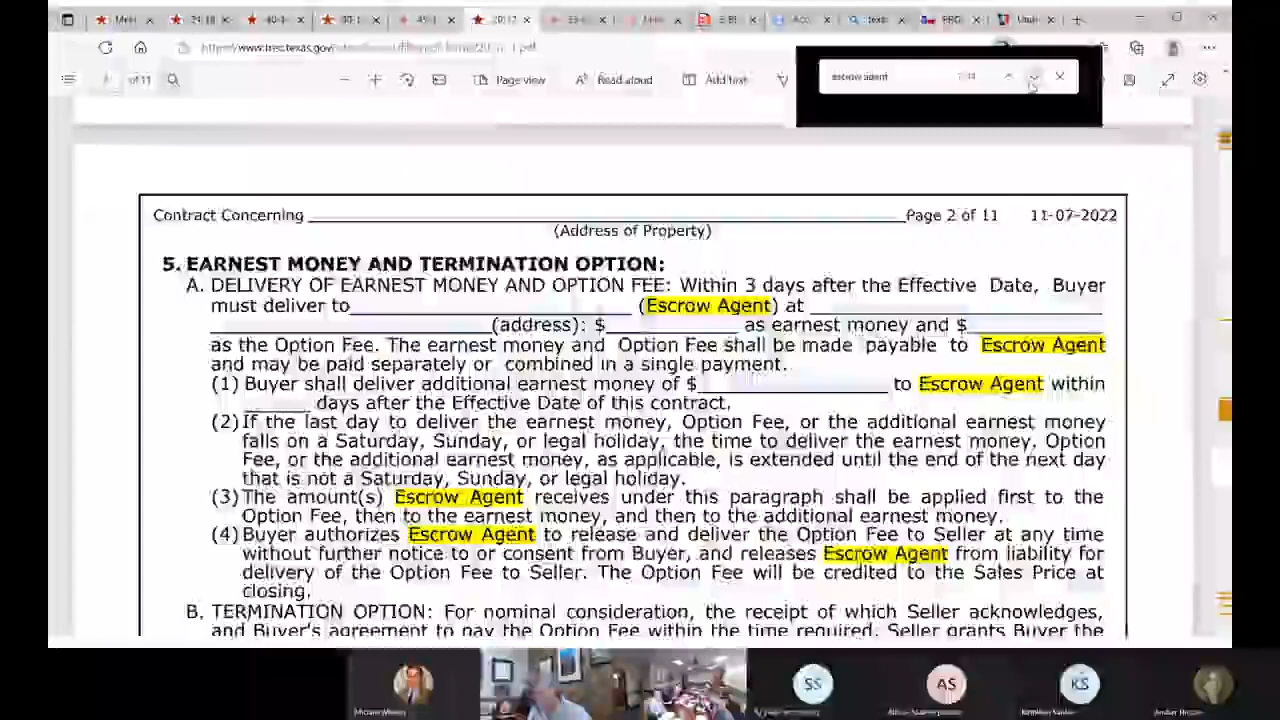 of 11
Page view
Read aloud
Add text
escrow agent
Contract Concerning Page 2 of 11 11-07-2022
(Address of Property)
5. EARNEST MONEY AND TERMINATION OPTION:
A. DELIVERY OF EARNEST MONEY AND OPTION FEE: Within 3 days after the Effective Date, Buyer
must deliver to (Escrow Agent) at
(address): $ as earnest money and $
as the Option Fee. The earnest money and Option Fee shall be made payable to Escrow Agent
and may be paid separately or combined in a single payment.
(1) Buyer shall deliver additional earnest money of $ to Escrow Agent within
days after the Effective Date of this contract.
(2) If the last day to deliver the earnest money, Option Fee, or the additional earnest money
falls on a Saturday, Sunday, or legal holiday, the time to deliver the earnest money, Option
Fee, or the additional earnest money, as applicable, is extended until the end of the next day
that is not a Saturday, Sunday, or legal holiday.
(3) The amount(s) Escrow Agent receives under this paragraph shall be applied first to the
Option Fee, then to the earnest money, and then to the additional earnest money.
(4) Buyer authorizes Escrow Agent to release and deliver the Option Fee to Seller at any time
without further notice to or consent from Buyer, and releases Escrow Agent from liability for
delivery of the Option Fee to Seller. The Option Fee will be credited to the Sales Price at
closing.
B. TERMINATION OPTION: For nominal consideration, the receipt of which Seller acknowledges,
and Buyer's agreement to pay the Option Fee within the time required, Seller grants Buyer the
SS
AS
KS